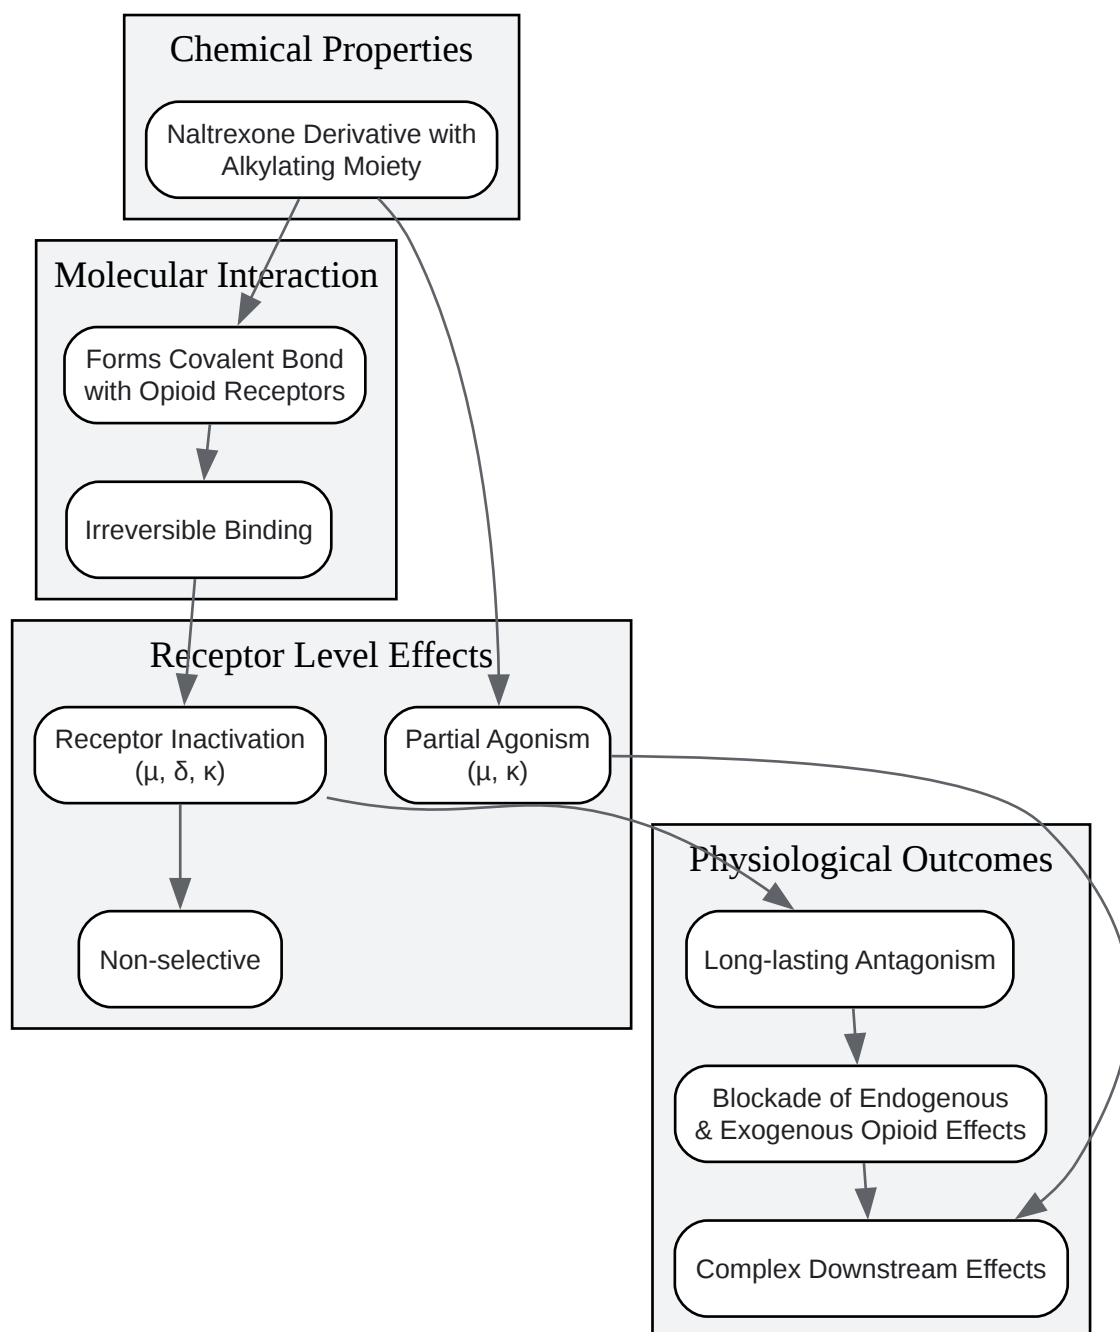 Chemical Properties
Naltrexone Derivative with
Alkylating Moiety
Molecular Interaction
Forms Covalent Bond
with Opioid Receptors
Irreversible Binding
Receptor Level Effects
Receptor Inactivation
(μ, δ, κ)
Partial Agonism
(μ, κ)
Non-selective
Physiological Outcomes
Long-lasting Antagonism
Blockade of Endogenous
& Exogenous Opioid Effects
Complex Downstream Effects